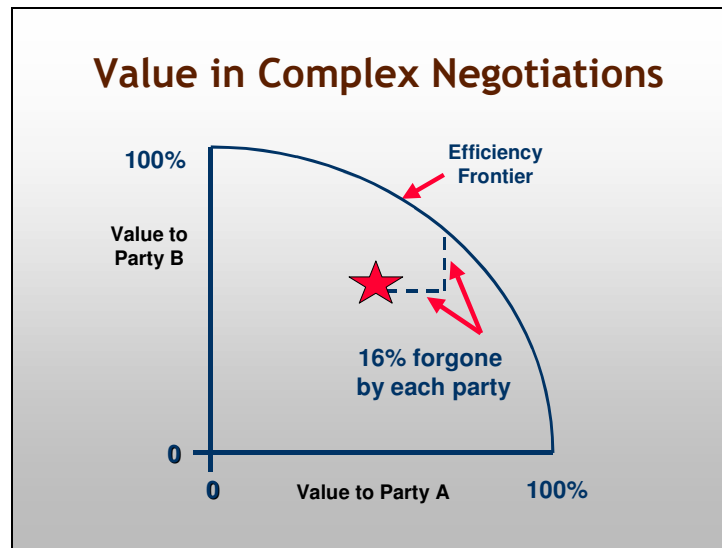 Value in Complex Negotiations
100%
Efficiency
Frontier
Value to
Party B
16% forgone
by each party
0
0
Value to Party A
100%